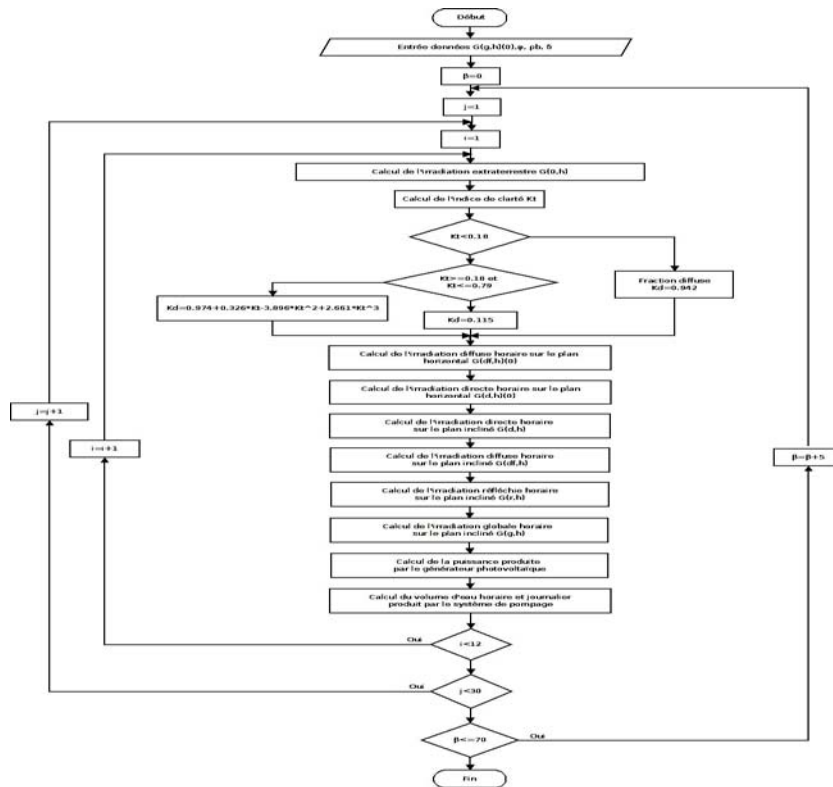 Début
Entrée données G(g,h)(0),φ, ρb, δ
β=0
j=1
i=1
Calcul de l'irradiation extraterrestre G(0,h)
Calcul de l'indice de clarté Kt
Kt<0.18
Kt>=0.18 et
Kt<=0.79
Fraction diffuse
Kd=0.942
Kd=0.974+0.326*Kt-3.896*Kt^2+2.661*Kt^3
Kd=0.115
Calcul de l'irradiation diffuse horaire sur le plan
horizontal G(df,h)(0)
Calcul de l'irradiation directe horaire sur le plan
horizontal G(d,h)(0)
Calcul de l'irradiation directe horaire
sur le plan incliné G(d,h)
j=j+1
i=i+1
β=β+5
Calcul de l'irradiation diffuse horaire
sur le plan incliné G(df,h)
Calcul de l'irradiation réfléchie horaire
sur le plan incliné G(r,h)
Calcul de l'irradiation globale horaire
sur le plan incliné G(g,h)
Calcul de la puissance produite
par le générateur photovoltaïque
Calcul du volume d'eau horaire et journalier
produit par le système de pompage
Oui
i<12
Oui
j<30
β<=70
Oui
Fin